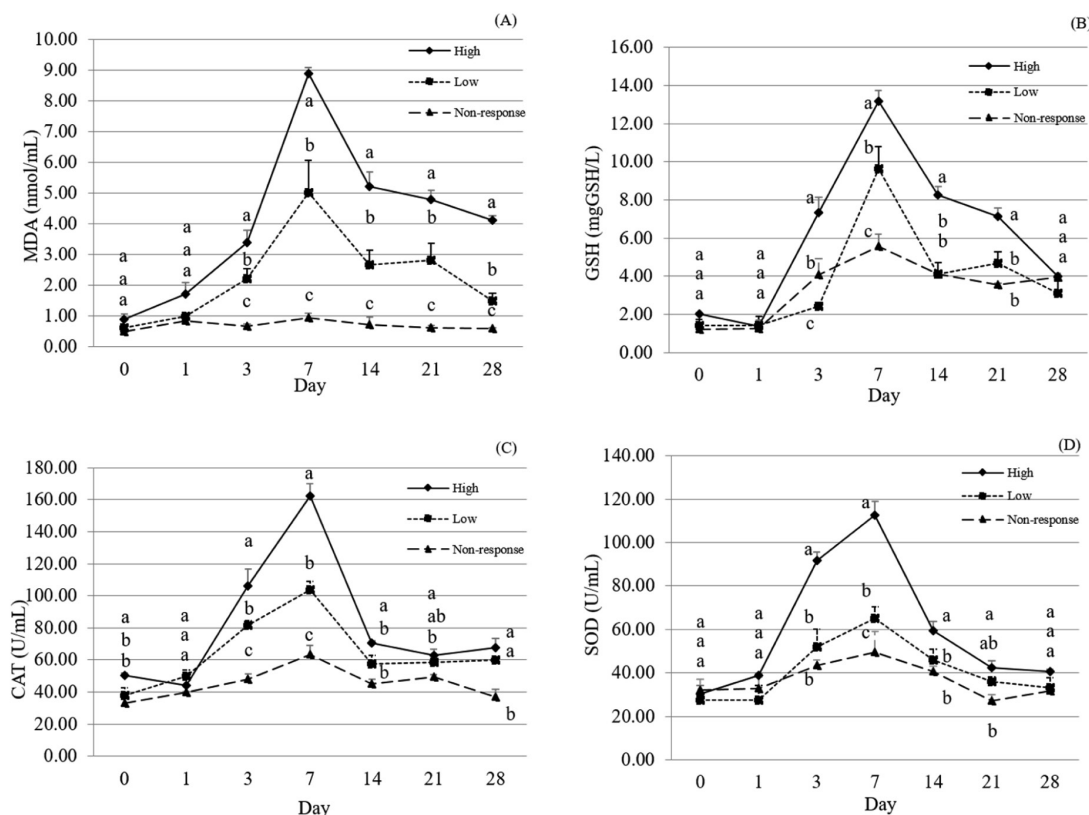 (A)
MDA (nmol/mL)
10.00
9.00
8.00
7.00
6.00
5.00
4.00
3.00
2.00
1.00
0.00
High
Low
Non-response
a
a
a
a
a
a
a
b
c
a
b
c
a
b
c
a
b
c
a
b
c
0 1 3 7 14 21 28
Day
(B)
GSH (mgGSH/L)
16.00
14.00
12.00
10.00
8.00
6.00
4.00
2.00
0.00
High
Low
Non-response
a
a
a
a
a
a
a
b
c
a
b
c
a
b
b
a
b
b
a
a
a
0 1 3 7 14 21 28
Day
(C)
CAT (U/mL)
180.00
160.00
140.00
120.00
100.00
80.00
60.00
40.00
20.00
0.00
High
Low
Non-response
a
b
b
a
a
a
a
b
c
a
b
c
a
b
b
a
ab
b
a
a
b
0 1 3 7 14 21 28
Day
(D)
SOD (U/mL)
140.00
120.00
100.00
80.00
60.00
40.00
20.00
0.00
High
Low
Non-response
a
a
a
a
a
a
a
b
b
a
b
c
a
b
b
a
ab
b
a
a
a
0 1 3 7 14 21 28
Day